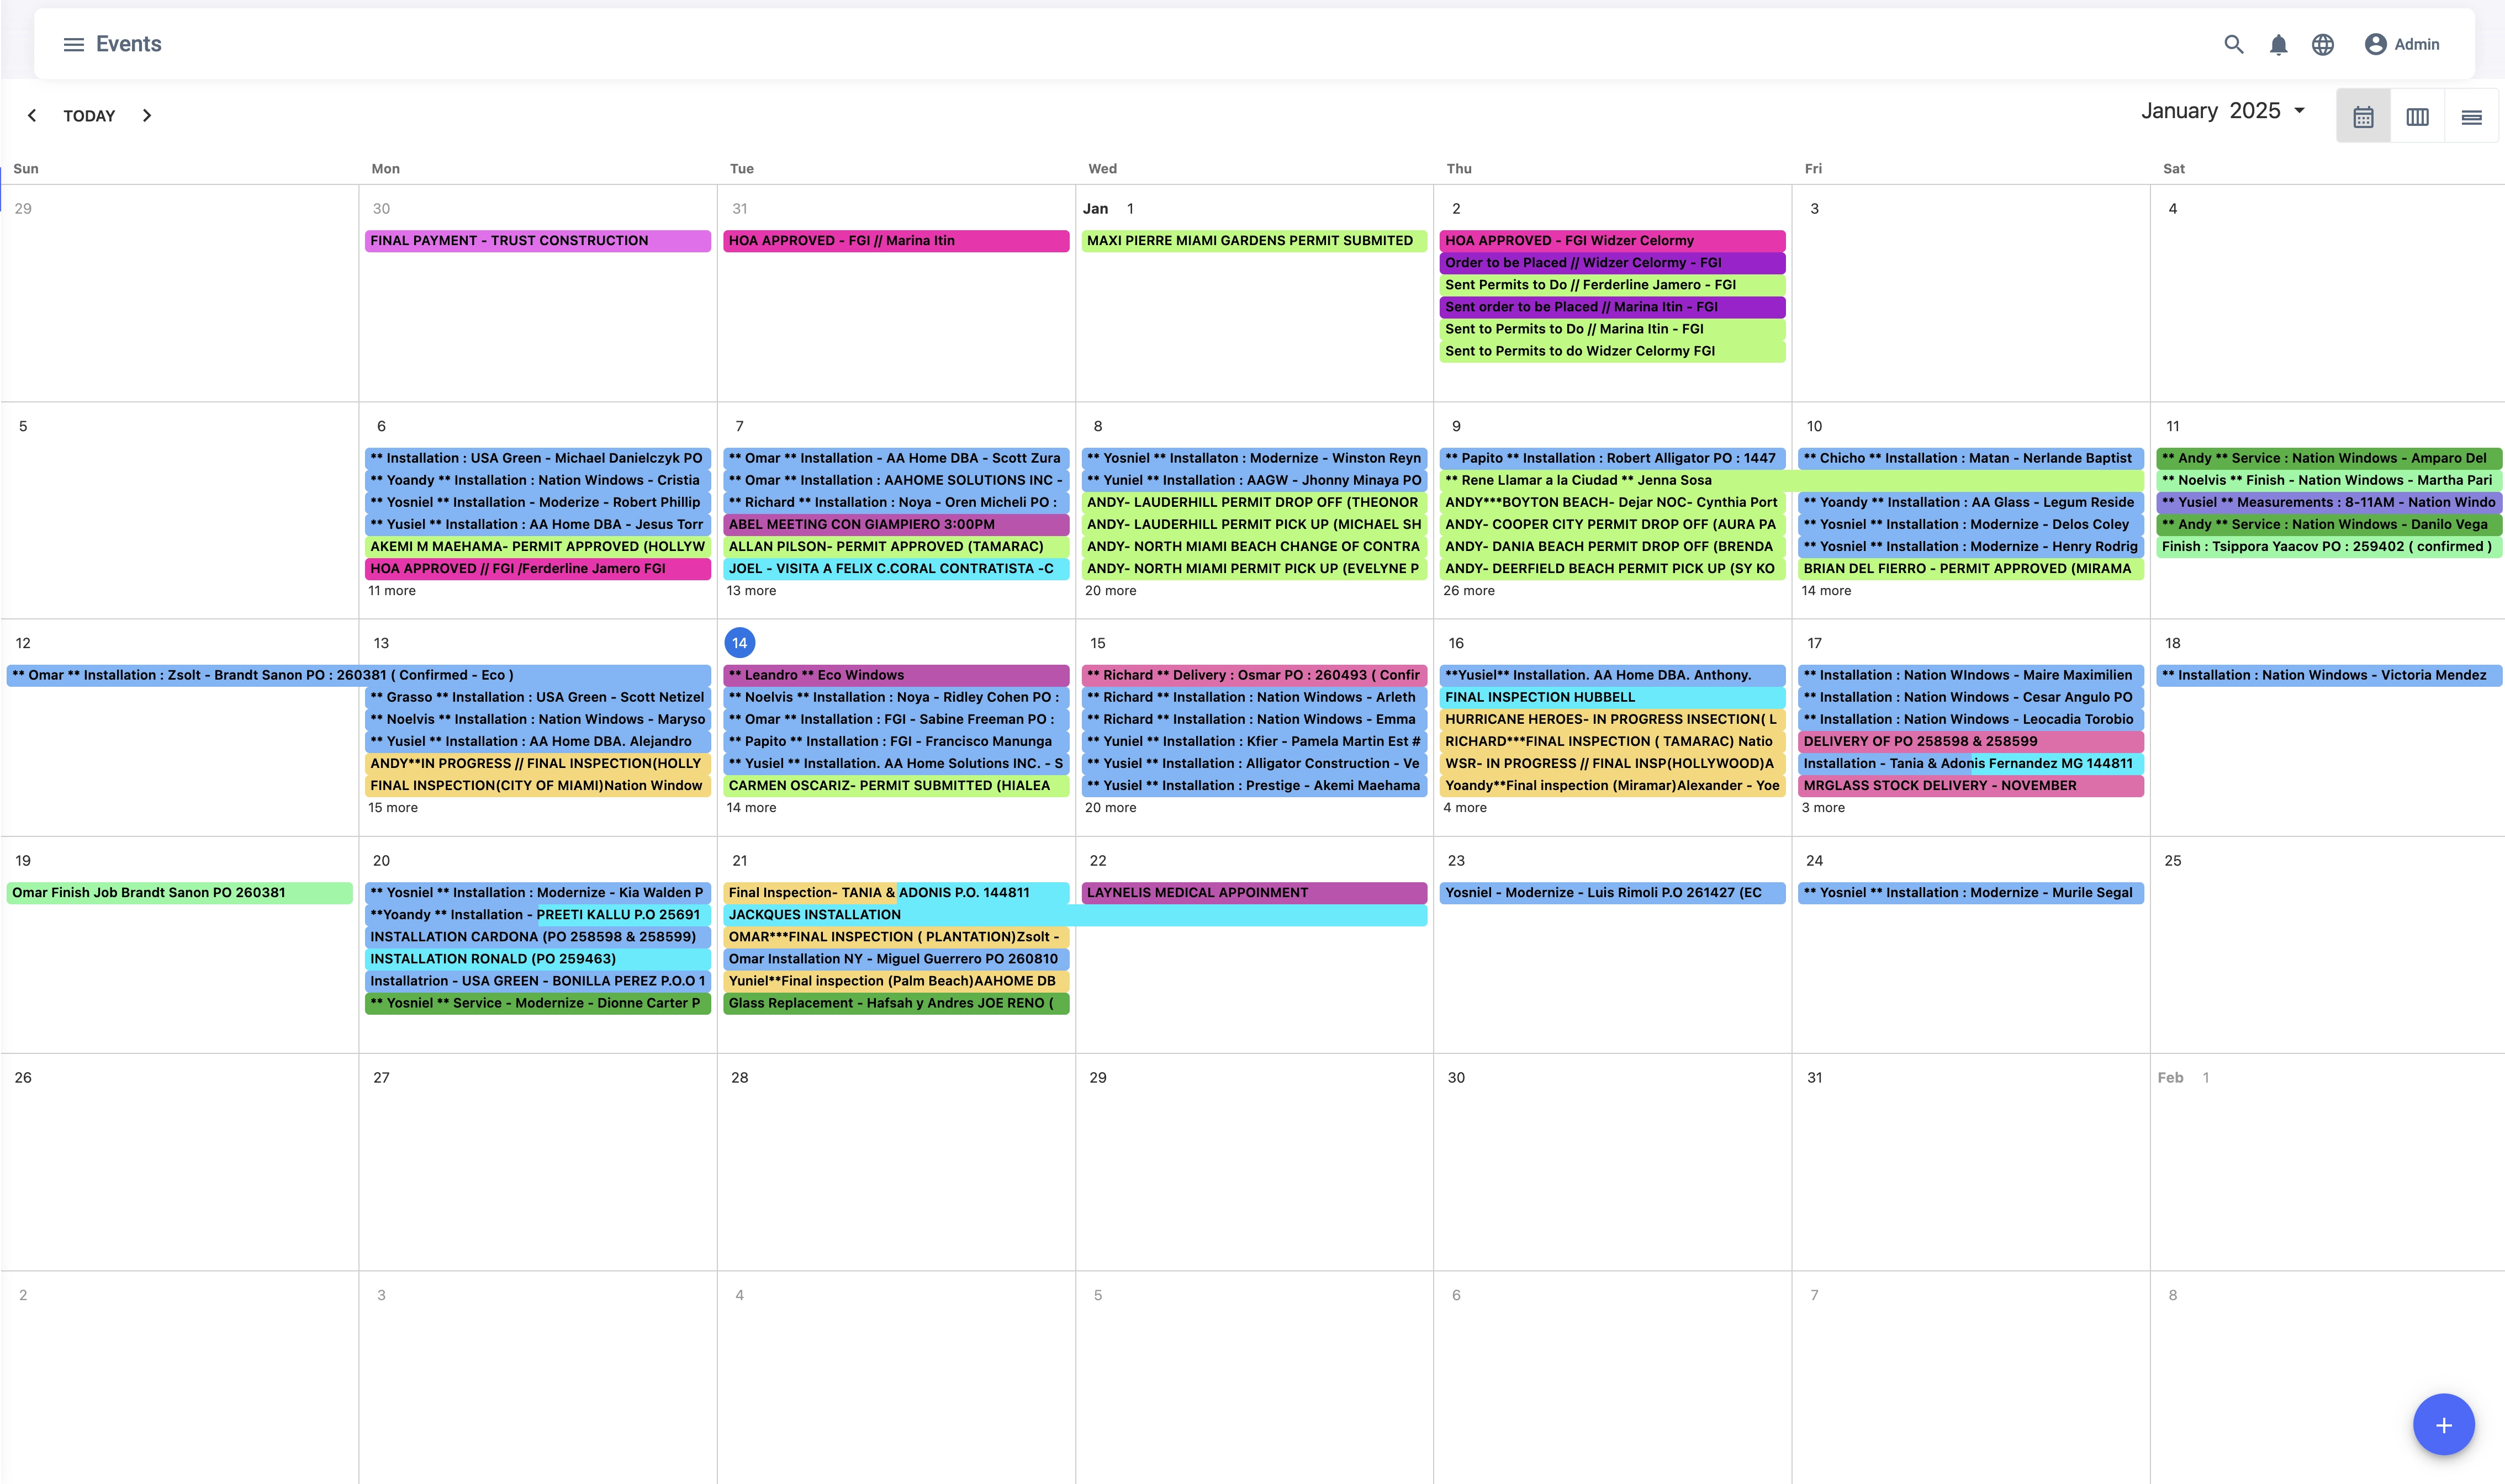 Events
Admin
TODAY
January 2025
Sun Mon Tue Wed Thu Fri Sat
29
30
FINAL PAYMENT - TRUST CONSTRUCTION
31
HOA APPROVED - FGI // Marina Itin
Jan 1
MAXI PIERRE MIAMI GARDENS PERMIT SUBMITED
2
HOA APPROVED - FGI Widzer Celormy
Order to be Placed // Widzer Celormy - FGI
Sent Permits to Do // Ferderline Jamero - FGI
Sent order to be Placed // Marina Itin - FGI
Sent to Permits to Do // Marina Itin - FGI
Sent to Permits to do Widzer Celormy FGI
3
4
5
6
** Installation : USA Green - Michael Danielczyk PO
** Yoandy ** Installation : Nation Windows - Cristia
** Yosniel ** Installation - Moderize - Robert Phillip
** Yusiel ** Installation : AA Home DBA - Jesus Torr
AKEMI M MAEHAMA- PERMIT APPROVED (HOLLYW
HOA APPROVED // FGI /Ferderline Jamero FGI
11 more
7
** Omar ** Installation - AA Home DBA - Scott Zura
** Omar ** Installation : AAHOME SOLUTIONS INC -
** Richard ** Installation : Noya - Oren Micheli PO :
ABEL MEETING CON GIAMPIERO 3:00PM
ALLAN PILSON- PERMIT APPROVED (TAMARAC)
JOEL - VISITA A FELIX C.CORAL CONTRATISTA -C
13 more
8
** Yosniel ** Installaton : Modernize - Winston Reyn
** Yuniel ** Installation : AAGW - Jhonny Minaya PO
ANDY- LAUDERHILL PERMIT DROP OFF (THEONOR
ANDY- LAUDERHILL PERMIT PICK UP (MICHAEL SH
ANDY- NORTH MIAMI BEACH CHANGE OF CONTRA
ANDY- NORTH MIAMI PERMIT PICK UP (EVELYNE P
20 more
9
** Papito ** Installation : Robert Alligator PO : 1447
** Rene Llamar a la Ciudad ** Jenna Sosa
ANDY***BOYTON BEACH- Dejar NOC- Cynthia Port
ANDY- COOPER CITY PERMIT DROP OFF (AURA PA
ANDY- DANIA BEACH PERMIT DROP OFF (BRENDA
ANDY- DEERFIELD BEACH PERMIT PICK UP (SY KO
26 more
10
** Chicho ** Installation : Matan - Nerlande Baptist
** Yoandy ** Installation : AA Glass - Legum Reside
** Yosniel ** Installation : Modernize - Delos Coley
** Yosniel ** Installation : Modernize - Henry Rodrig
BRIAN DEL FIERRO - PERMIT APPROVED (MIRAMA
14 more
11
** Andy ** Service : Nation Windows - Amparo Del
** Noelvis ** Finish - Nation Windows - Martha Pari
** Yusiel ** Measurements : 8-11AM - Nation Windo
** Andy ** Service : Nation Windows - Danilo Vega
Finish : Tsippora Yaacov PO : 259402 ( confirmed )
12
** Omar ** Installation : Zsolt - Brandt Sanon PO : 260381 ( Confirmed - Eco )
13
** Grasso ** Installation : USA Green - Scott Netizel
** Noelvis ** Installation : Nation Windows - Maryso
** Yusiel ** Installation : AA Home DBA. Alejandro
ANDY**IN PROGRESS // FINAL INSPECTION(HOLLY
FINAL INSPECTION(CITY OF MIAMI)Nation Window
15 more
14
** Leandro ** Eco Windows
** Noelvis ** Installation : Noya - Ridley Cohen PO :
** Omar ** Installation : FGI - Sabine Freeman PO :
** Papito ** Installation : FGI - Francisco Manunga
** Yusiel ** Installation. AA Home Solutions INC. - S
CARMEN OSCARIZ- PERMIT SUBMITTED (HIALEA
14 more
15
** Richard ** Delivery : Osmar PO : 260493 ( Confir
** Richard ** Installation : Nation Windows - Arleth
** Richard ** Installation : Nation Windows - Emma
** Yuniel ** Installation : Kfier - Pamela Martin Est #
** Yusiel ** Installation : Alligator Construction - Ve
** Yusiel ** Installation : Prestige - Akemi Maehama
20 more
16
**Yusiel** Installation. AA Home DBA. Anthony.
FINAL INSPECTION HUBBELL
HURRICANE HEROES- IN PROGRESS INSECTION( L
RICHARD***FINAL INSPECTION ( TAMARAC) Natio
WSR- IN PROGRESS // FINAL INSP(HOLLYWOOD)A
Yoandy**Final inspection (Miramar)Alexander - Yoe
4 more
17
** Installation : Nation WIndows - Maire Maximilien
** Installation : Nation Windows - Cesar Angulo PO
** Installation : Nation Windows - Leocadia Torobio
DELIVERY OF PO 258598 & 258599
Installation - Tania & Adonis Fernandez MG 144811
MRGLASS STOCK DELIVERY - NOVEMBER
3 more
18
** Installation : Nation Windows - Victoria Mendez
19
Omar Finish Job Brandt Sanon PO 260381
20
** Yosniel ** Installation : Modernize - Kia Walden P
**Yoandy ** Installation - PREETI KALLU P.O 25691
INSTALLATION CARDONA (PO 258598 & 258599)
INSTALLATION RONALD (PO 259463)
Installatrion - USA GREEN - BONILLA PEREZ P.O.O 1
** Yosniel ** Service - Modernize - Dionne Carter P
21
Final Inspection- TANIA & ADONIS P.O. 144811
JACKQUES INSTALLATION
OMAR***FINAL INSPECTION ( PLANTATION)Zsolt -
Omar Installation NY - Miguel Guerrero PO 260810
Yuniel**Final inspection (Palm Beach)AAHOME DB
Glass Replacement - Hafsah y Andres JOE RENO (
22
LAYNELIS MEDICAL APPOINMENT
23
Yosniel - Modernize - Luis Rimoli P.O 261427 (EC
24
** Yosniel ** Installation : Modernize - Murile Segal
25
26
27
28
29
30
31
Feb 1
2
3
4
5
6
7
8